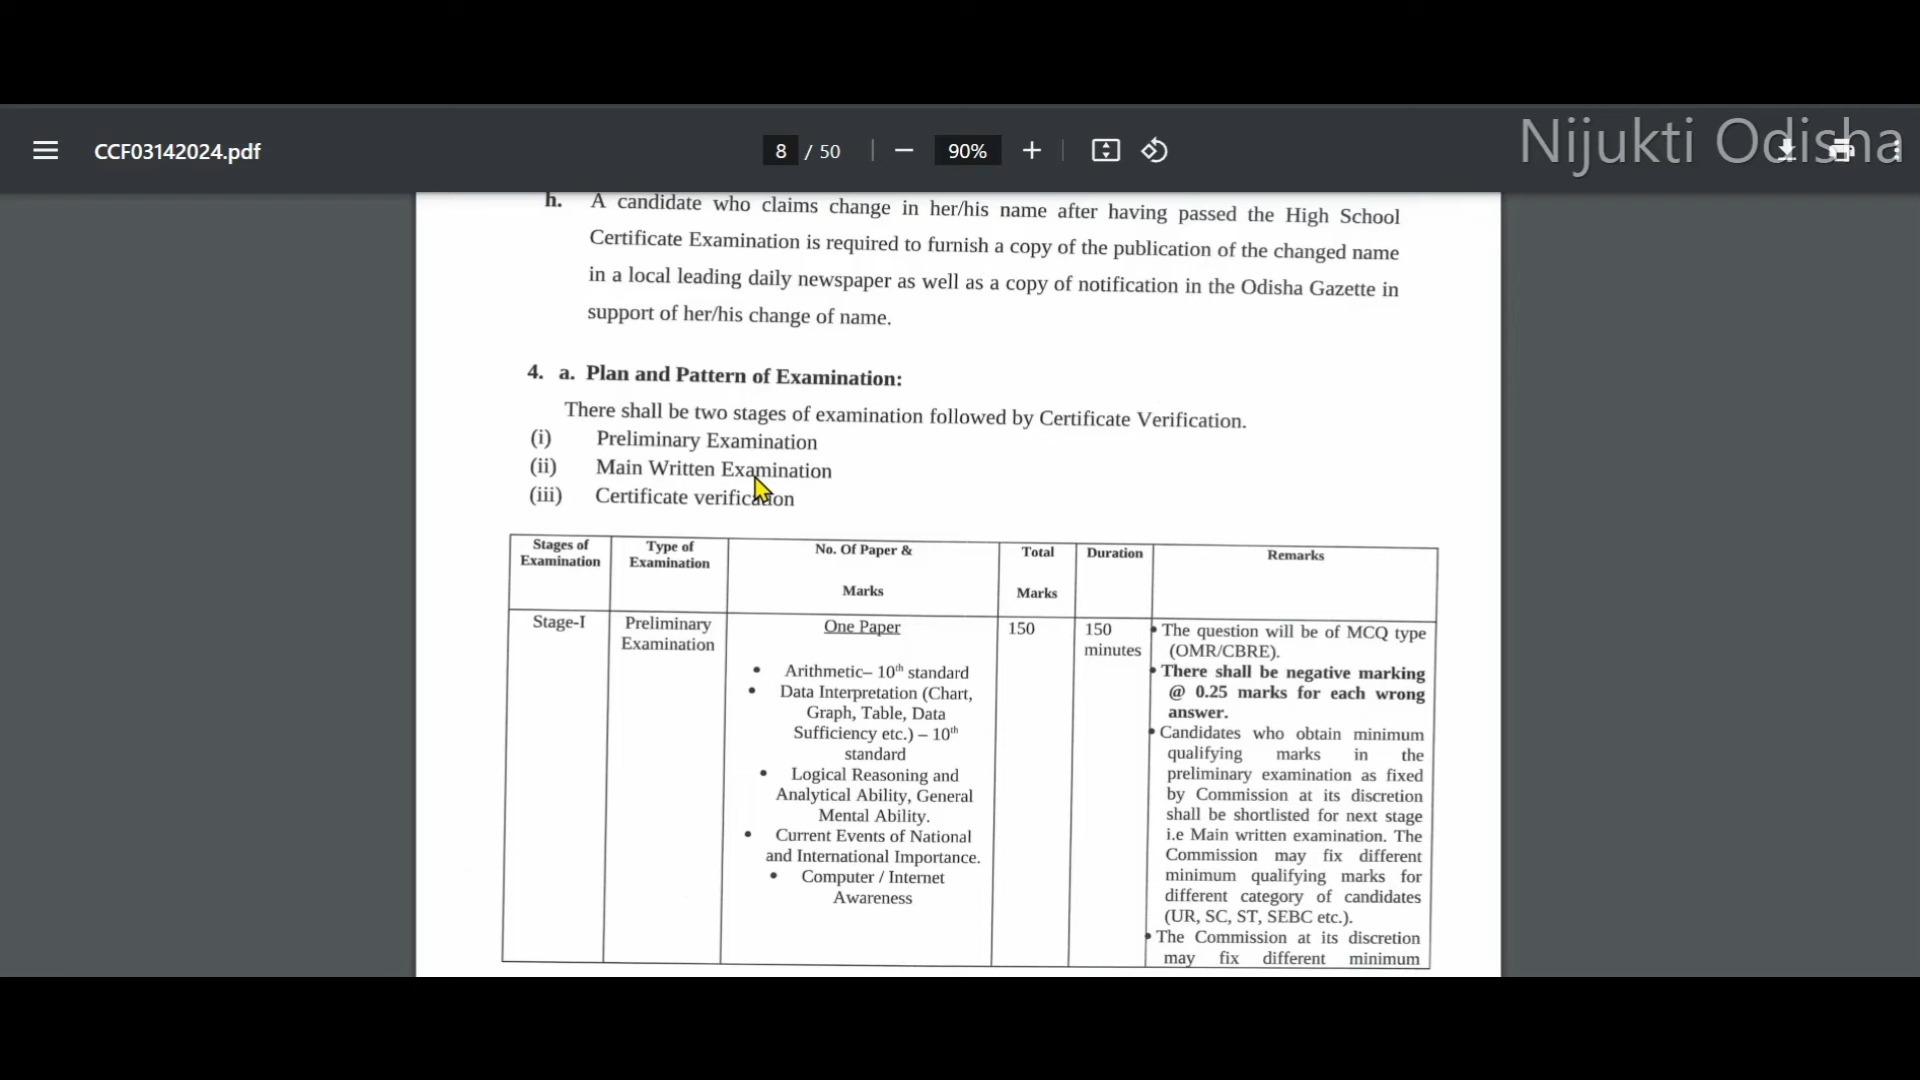 Nijukti Odisha
CCF03142024.pdf
8 / 50
90%
h. A candidate who claims change in her/his name after having passed the High School
Certificate Examination is required to furnish a copy of the publication of the changed name
in a local leading daily newspaper as well as a copy of notification in the Odisha Gazette in
support of her/his change of name.
4. a. Plan and Pattern of Examination:
There shall be two stages of examination followed by Certificate Verification.
(i) Preliminary Examination
(ii) Main Written Examination
(iii) Certificate verification
Stages of
Examination
Type of
Examination
No. Of Paper &
Marks
Total
Marks
Duration
Remarks
Stage-I
Preliminary
Examination
One Paper
• Arithmetic– 10th standard
• Data Interpretation (Chart,
Graph, Table, Data
Sufficiency etc.) – 10th
standard
• Logical Reasoning and
Analytical Ability, General
Mental Ability.
• Current Events of National
and International Importance.
• Computer / Internet
Awareness
150
150
minutes
• The question will be of MCQ type
(OMR/CBRE).
• There shall be negative marking
@ 0.25 marks for each wrong
answer.
• Candidates who obtain minimum
qualifying marks in the
preliminary examination as fixed
by Commission at its discretion
shall be shortlisted for next stage
i.e Main written examination. The
Commission may fix different
minimum qualifying marks for
different category of candidates
(UR, SC, ST, SEBC etc.).
• The Commission at its discretion
may fix different minimum